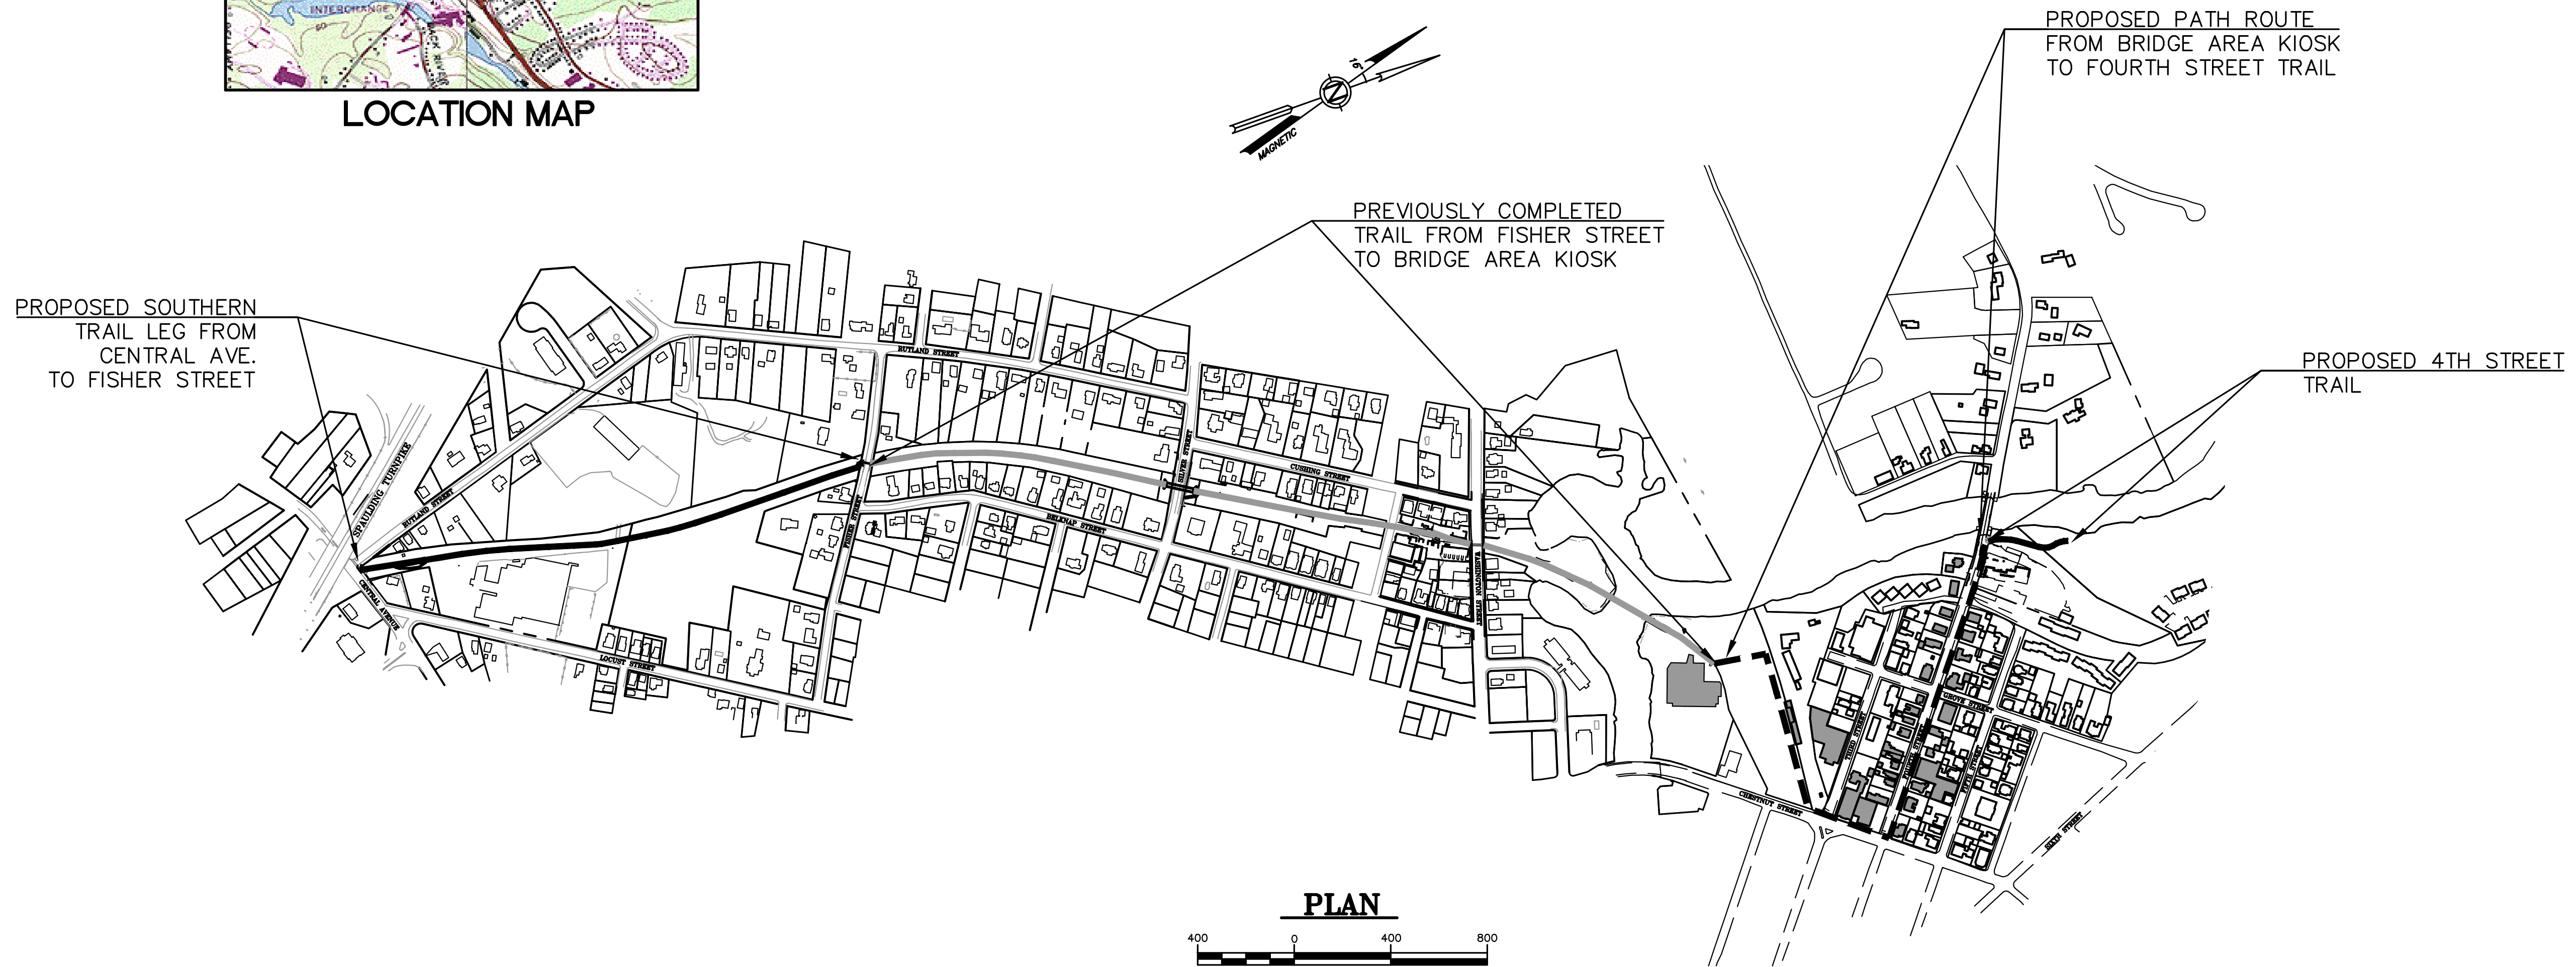 INTERCHANGE
LOCATION MAP
16°
N
MAGNETIC
PROPOSED PATH ROUTE
FROM BRIDGE AREA KIOSK
TO FOURTH STREET TRAIL
PREVIOUSLY COMPLETED
TRAIL FROM FISHER STREET
TO BRIDGE AREA KIOSK
PROPOSED SOUTHERN
TRAIL LEG FROM
CENTRAL AVE.
TO FISHER STREET
PROPOSED 4TH STREET
TRAIL
RUTLAND STREET
SPAULDING TURNPIKE
RUTLAND STREET
SILVER STREET
CUSHING STREET
FISHER STREET
BELKNAP STREET
WASHINGTON STREET
CENTRAL AVENUE
LOCUST STREET
GROVE STREET
THIRD STREET
FOURTH STREET
FIFTH STREET
CHESTNUT STREET
SIXTH STREET
PLAN
400 0 400 800